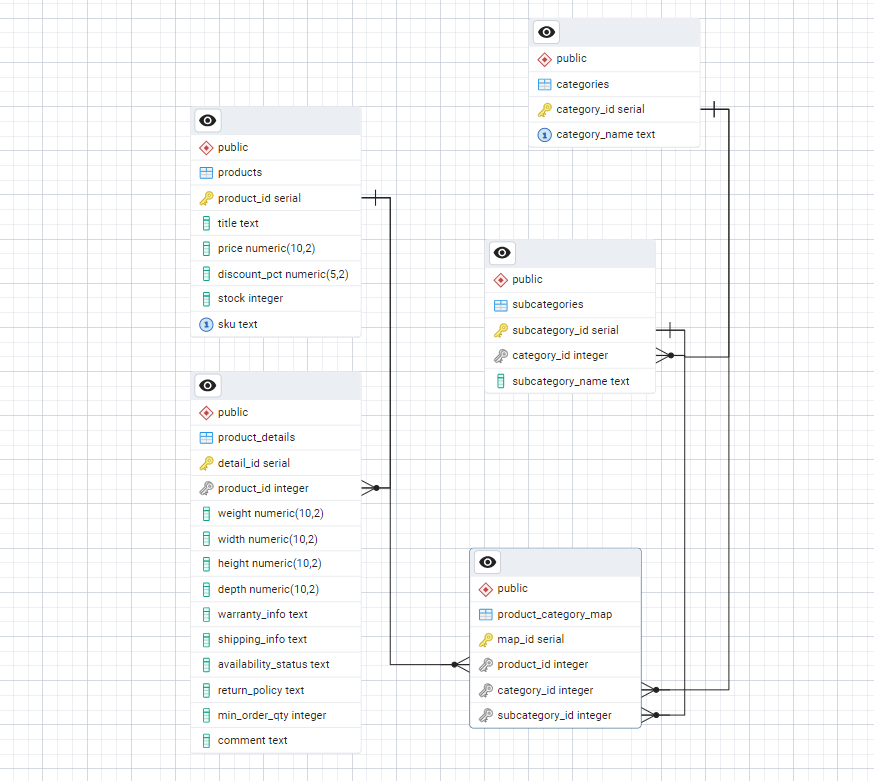 public
categories
category_id serial
1 category_name text
public
products
product_id serial
title text
price numeric(10,2)
discount_pct numeric(5,2)
stock integer
1 sku text
public
subcategories
subcategory_id serial
category_id integer
subcategory_name text
public
product_details
detail_id serial
product_id integer
weight numeric(10,2)
width numeric(10,2)
height numeric(10,2)
depth numeric(10,2)
warranty_info text
shipping_info text
availability_status text
return_policy text
min_order_qty integer
comment text
public
product_category_map
map_id serial
product_id integer
category_id integer
subcategory_id integer